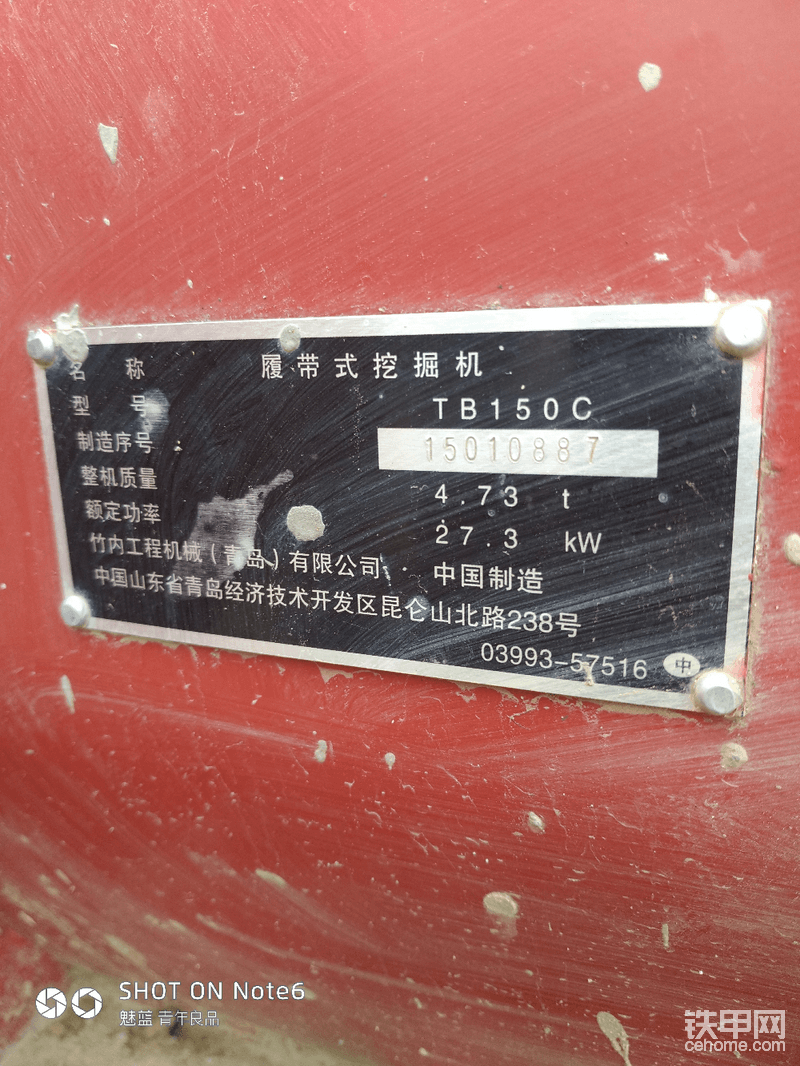 名 称 履带式挖掘机
型 号 TB150C
制造序号 15010887
整机质量 4.73 t
额定功率 27.3 kW
竹内工程机械(青岛)有限公司 中国制造
中国山东省青岛经济技术开发区昆仑山北路238号
03993-57516 中
SHOT ON Note6
魅蓝 青年良品
铁甲网
cehome.com